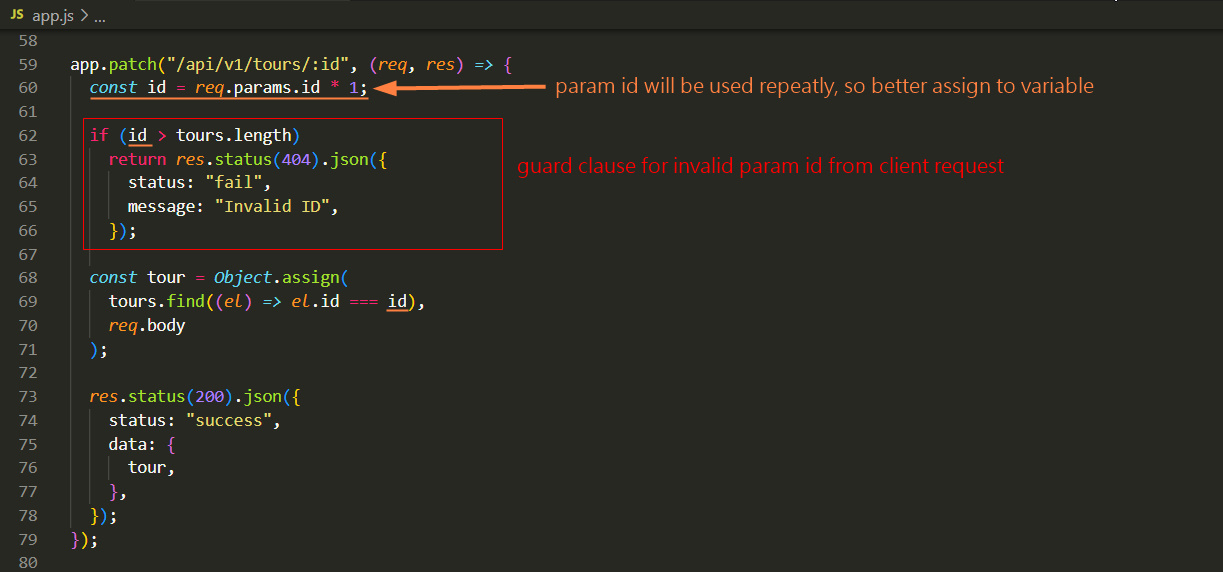 JS app.js > ...
58
59 app.patch("/api/v1/tours/:id", (req, res) => {
60 const id = req.params.id * 1; param id will be used repeatly, so better assign to variable
61
62 if (id > tours.length)
63 return res.status(404).json({ guard clause for invalid param id from client request
64 status: "fail",
65 message: "Invalid ID",
66 });
67
68 const tour = Object.assign(
69 tours.find((el) => el.id === id),
70 req.body
71 );
72
73 res.status(200).json({
74 status: "success",
75 data: {
76 tour,
77 },
78 });
79 });
80